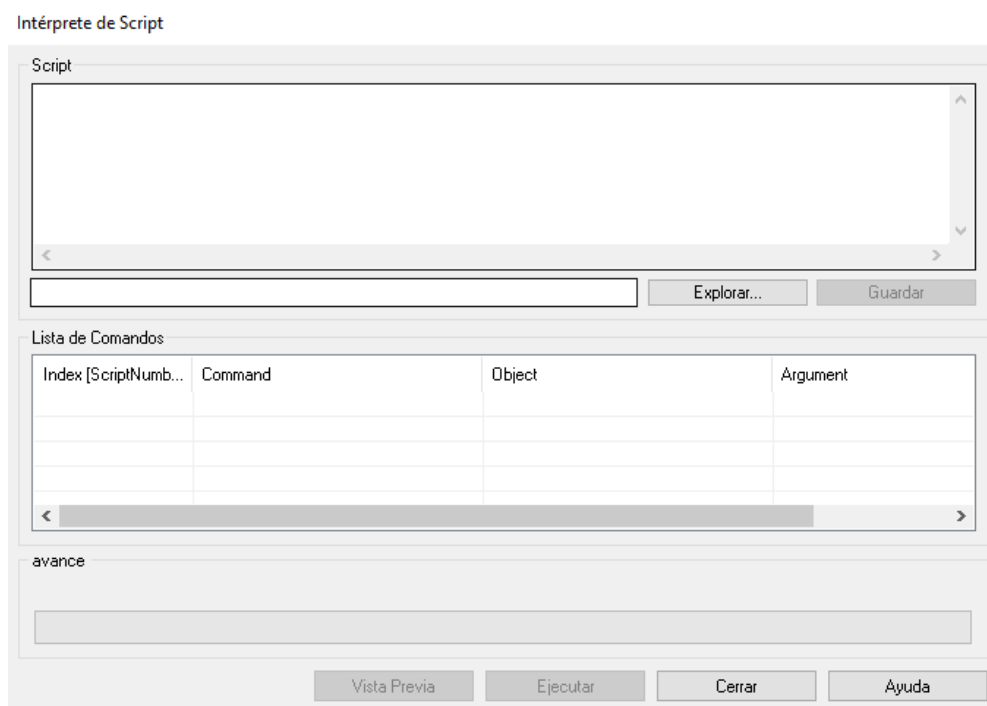 Intérprete de Script
Script
Explorar...
Guardar
Lista de Comandos
Index [ScriptNumb...
Command
Object
Argument
avance
Vista Previa
Ejecutar
Cerrar
Ayuda